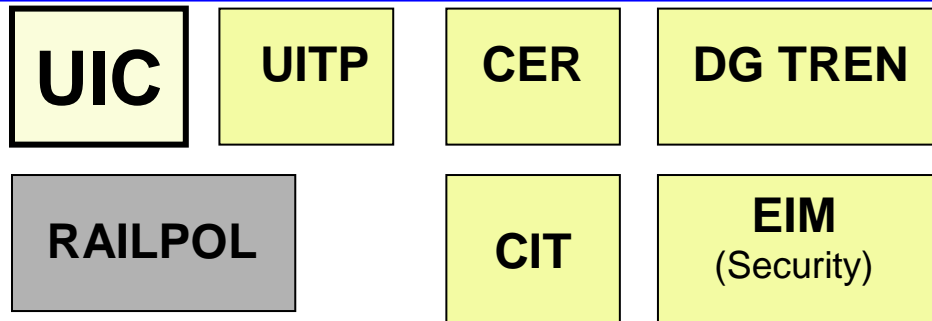 UIC
UITP
CER
DG TREN
RAILPOL
CIT
EIM
(Security)